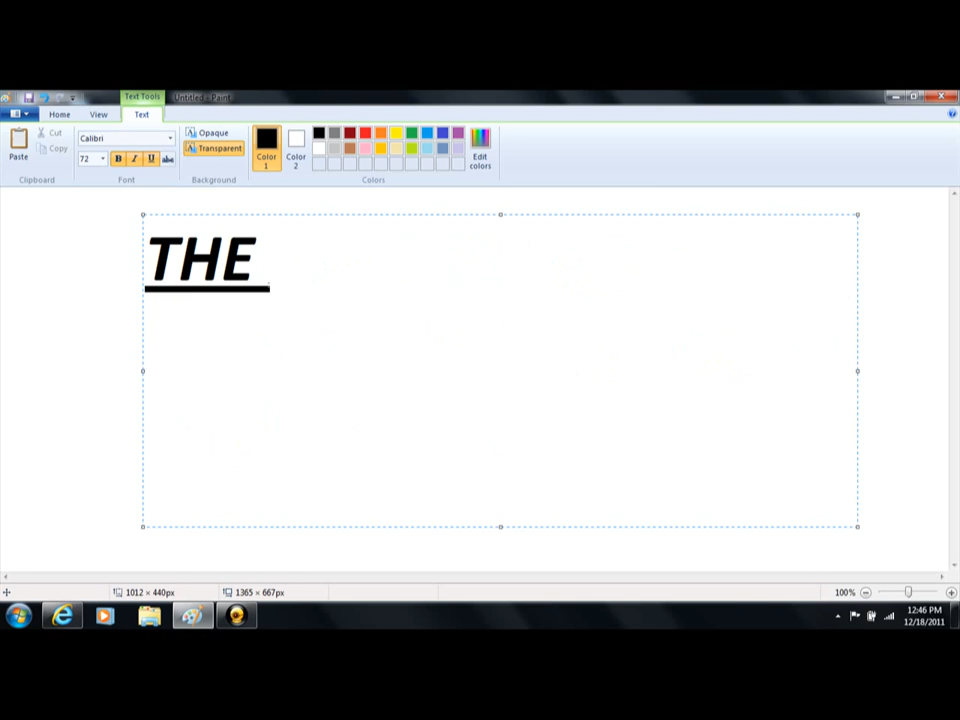 Text Tools Untitled - Paint
Home View Text
Paste Cut Copy Calibri 72 B I U abc Opaque Transparent Color 1 Color 2 Edit colors
Clipboard Font Background Colors
THE
1012 × 440px 1365 × 667px 100%
12:46 PM
12/18/2011